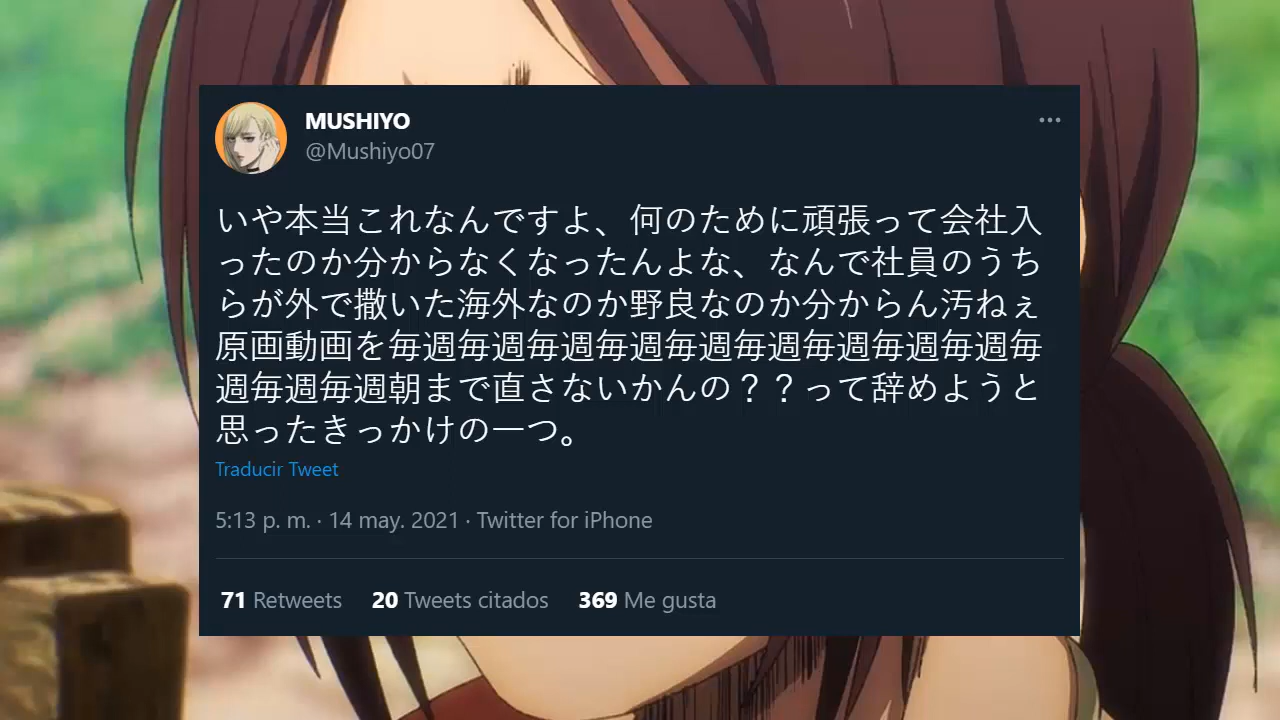 MUSHIYO
@Mushiyo07
いや本当これなんですよ、何のために頑張って会社入
ったのか分からなくなったんよな、なんで社員のうち
らが外で撒いた海外なのか野良なのか分からん汚ねぇ
原画動画を毎週毎週毎週毎週毎週毎週毎週毎週毎週毎
週毎週毎週朝まで直さないかんの？？って辞めようと
思ったきっかけの一つ。
Traducir Tweet
5:13 p. m. · 14 may. 2021 · Twitter for iPhone
71 Retweets 20 Tweets citados 369 Me gusta